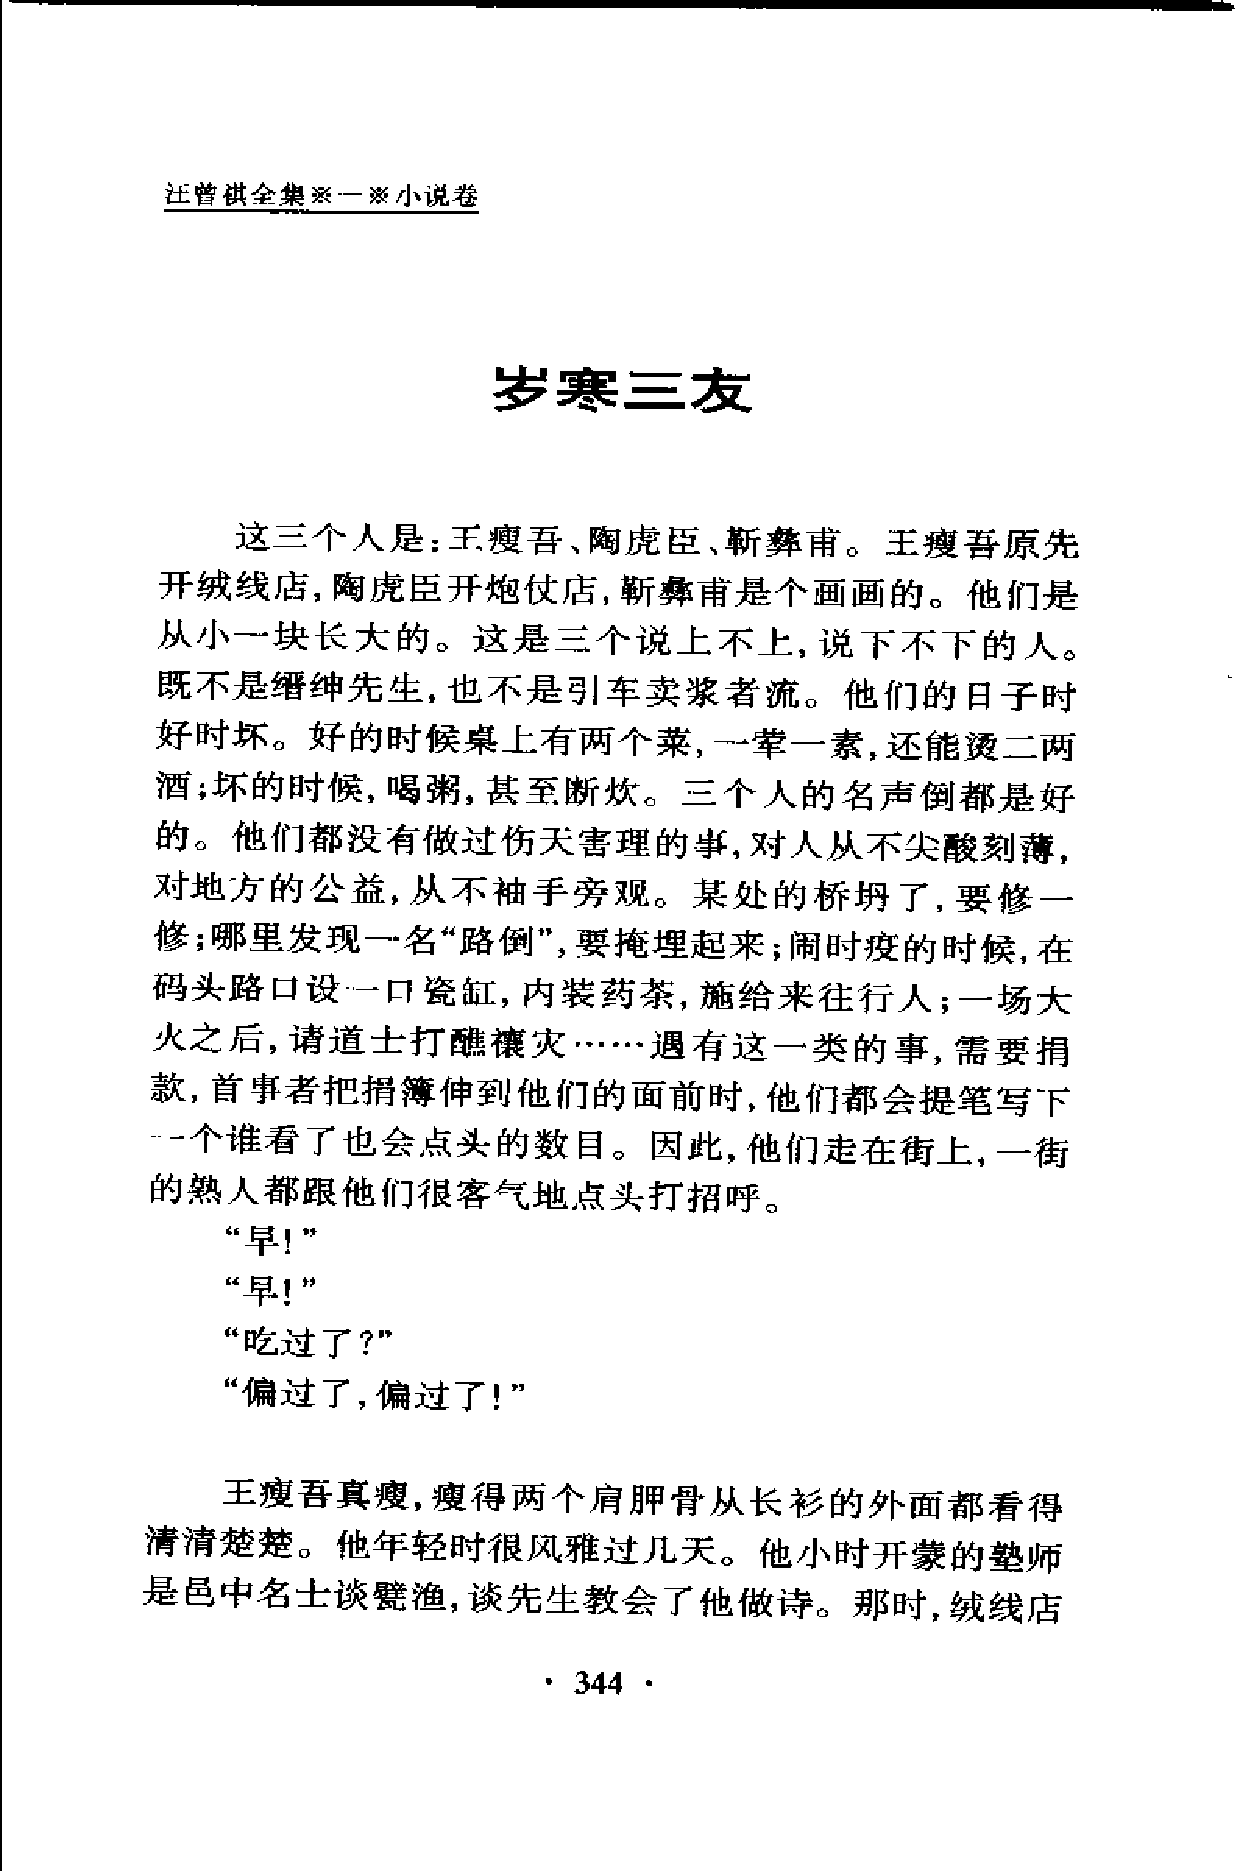 汪曾祺全集※一※小说卷
岁寒三友
这三个人是:王瘦吾、陶虎臣、靳彝甫。王瘦吾原先
开绒线店,陶虎臣开炮仗店,靳彝甫是个画画的。他们是
从小一块长大的。这是三个说上不上,说下不下的人。
既不是缙绅先生,也不是引车卖浆者流。他们的日子时
好时坏。好的时候桌上有两个菜,一荤一素,还能烫二两
酒;坏的时候,喝粥,甚至断炊。三个人的名声倒都是好
的。他们都没有做过伤天害理的事,对人从不尖酸刻薄,
对地方的公益,从不袖手旁观。某处的桥坍了,要修一
修;哪里发现一名“路倒”,要掩埋起来;闹时疫的时候,在
码头路口设一口瓷缸,内装药茶,施给来往行人;一场大
火之后,请道士打醮禳灾……遇有这一类的事,需要捐
款,首事者把捐簿伸到他们的面前时,他们都会提笔写下
一个谁看了也会点头的数目。因此,他们走在街上,一街
的熟人都跟他们很客气地点头打招呼。
“早!”
“早!”
“吃过了?”
“偏过了,偏过了!”
王瘦吾真瘦,瘦得两个肩胛骨从长衫的外面都看得
清清楚楚。他年轻时很风雅过几天。他小时开蒙的塾师
是邑中名士谈甓渔,谈先生教会了他做诗。那时,绒线店
· 344 ·